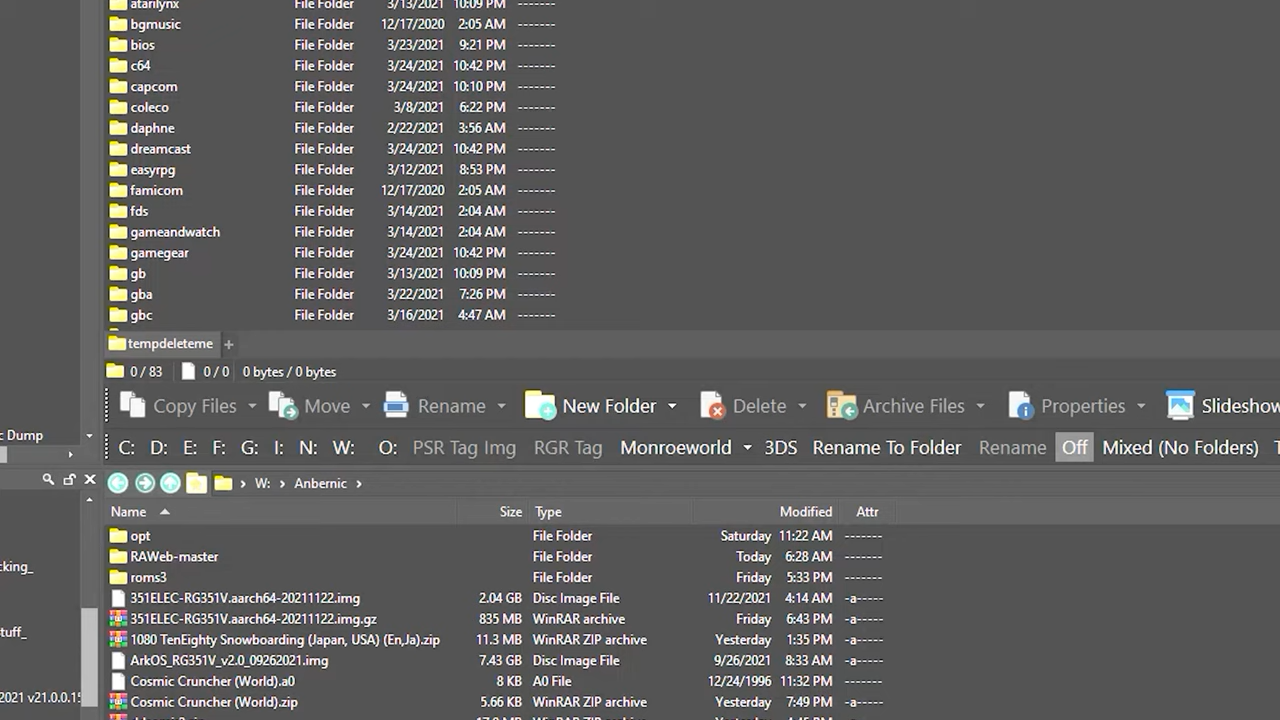 atarilynx File Folder 3/13/2021 10:09 PM -------
bgmusic File Folder 12/17/2020 2:05 AM -------
bios File Folder 3/23/2021 9:21 PM -------
c64 File Folder 3/24/2021 10:42 PM -------
capcom File Folder 3/24/2021 10:10 PM -------
coleco File Folder 3/8/2021 6:22 PM -------
daphne File Folder 2/22/2021 3:56 AM -------
dreamcast File Folder 3/24/2021 10:42 PM -------
easyrpg File Folder 3/12/2021 8:53 PM -------
famicom File Folder 12/17/2020 2:05 AM -------
fds File Folder 3/14/2021 2:04 AM -------
gameandwatch File Folder 3/14/2021 2:04 AM -------
gamegear File Folder 3/24/2021 10:42 PM -------
gb File Folder 3/13/2021 10:09 PM -------
gba File Folder 3/22/2021 7:26 PM -------
gbc File Folder 3/16/2021 4:47 AM -------
tempdeleteme +
0 / 83 0 / 0 0 bytes / 0 bytes
Copy Files Move Rename New Folder Delete Archive Files Properties Slideshow
c Dump
C: D: E: F: G: I: N: W: O: PSR Tag Img RGR Tag Monroeworld 3DS Rename To Folder Rename Off Mixed (No Folders)
W: Anbernic
Name Size Type Modified Attr
opt File Folder Saturday 11:22 AM -------
RAWeb-master File Folder Today 6:28 AM -------
cking_
roms3 File Folder Friday 5:33 PM -------
351ELEC-RG351V.aarch64-20211122.img 2.04 GB Disc Image File 11/22/2021 4:14 AM -a-----
351ELEC-RG351V.aarch64-20211122.img.gz 835 MB WinRAR archive Friday 6:43 PM -a-----
tuff_
1080 TenEighty Snowboarding (Japan, USA) (En,Ja).zip 11.3 MB WinRAR ZIP archive Yesterday 1:35 PM -a-----
ArkOS_RG351V_v2.0_09262021.img 7.43 GB Disc Image File 9/26/2021 8:33 AM -a-----
Cosmic Cruncher (World).a0 8 KB A0 File 12/24/1996 11:32 PM -------
2021 v21.0.0.15
Cosmic Cruncher (World).zip 5.66 KB WinRAR ZIP archive Yesterday 7:49 PM -a-----